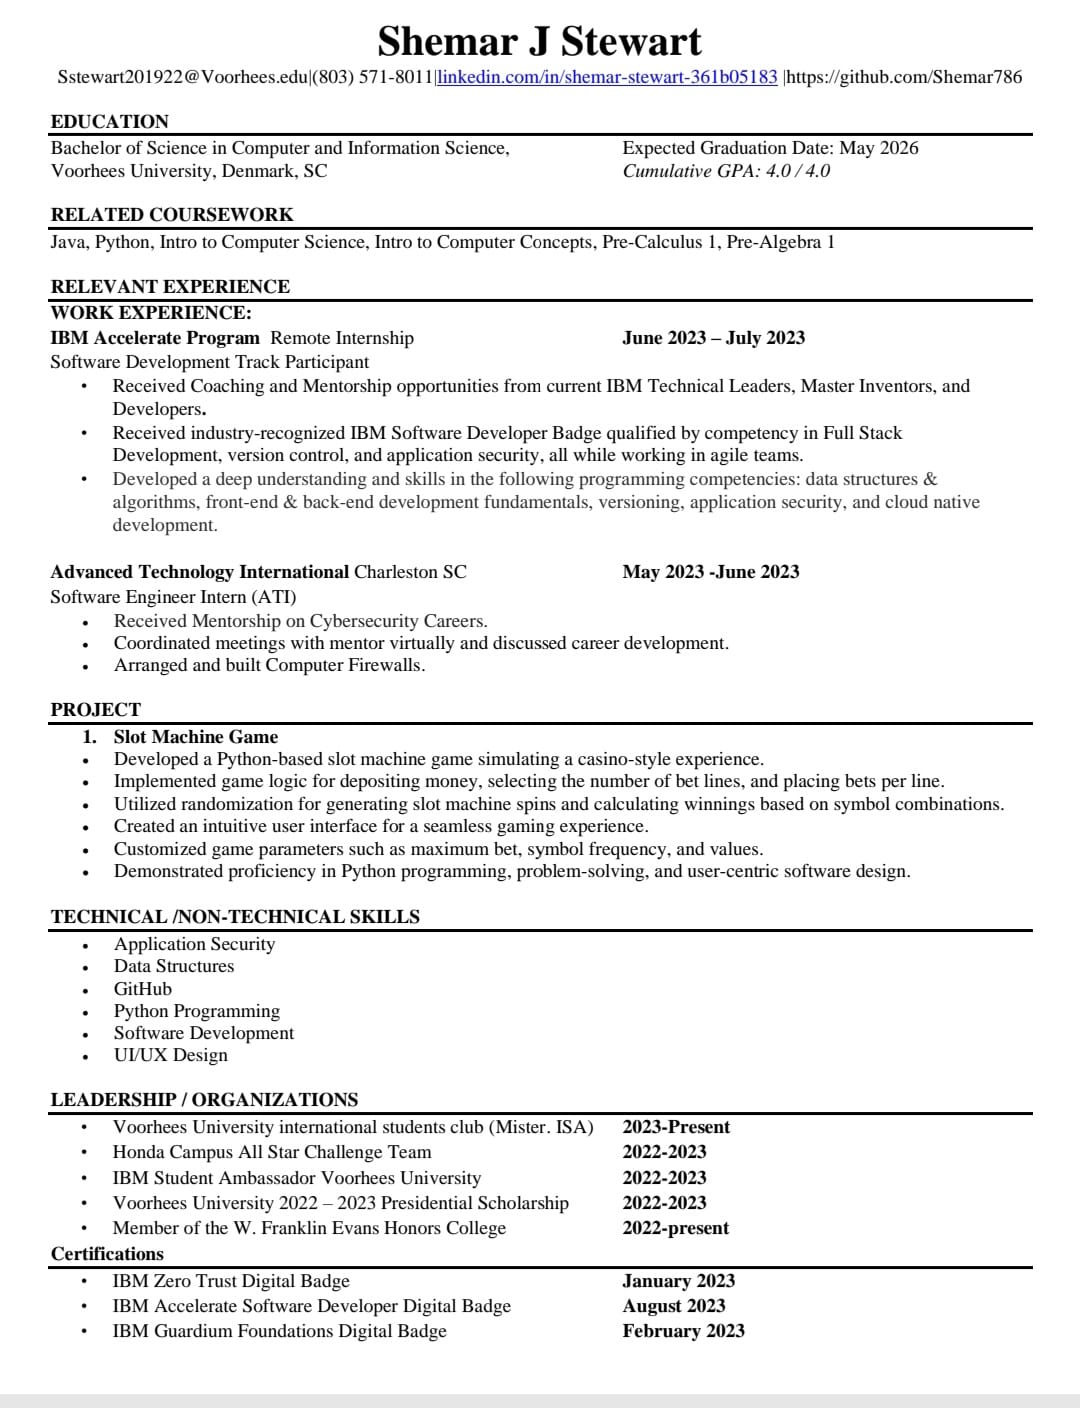 Shemar J Stewart
Sstewart201922@Voorhees.edu|(803) 571-8011|linkedin.com/in/shemar-stewart-361b05183 |https://github.com/Shemar786
EDUCATION
Bachelor of Science in Computer and Information Science, Expected Graduation Date: May 2026
Voorhees University, Denmark, SC Cumulative GPA: 4.0 / 4.0
RELATED COURSEWORK
Java, Python, Intro to Computer Science, Intro to Computer Concepts, Pre-Calculus 1, Pre-Algebra 1
RELEVANT EXPERIENCE
WORK EXPERIENCE:
IBM Accelerate Program Remote Internship June 2023 – July 2023
Software Development Track Participant
• Received Coaching and Mentorship opportunities from current IBM Technical Leaders, Master Inventors, and
Developers.
• Received industry-recognized IBM Software Developer Badge qualified by competency in Full Stack
Development, version control, and application security, all while working in agile teams.
• Developed a deep understanding and skills in the following programming competencies: data structures &
algorithms, front-end & back-end development fundamentals, versioning, application security, and cloud native
development.
Advanced Technology International Charleston SC May 2023 -June 2023
Software Engineer Intern (ATI)
• Received Mentorship on Cybersecurity Careers.
• Coordinated meetings with mentor virtually and discussed career development.
• Arranged and built Computer Firewalls.
PROJECT
1. Slot Machine Game
• Developed a Python-based slot machine game simulating a casino-style experience.
• Implemented game logic for depositing money, selecting the number of bet lines, and placing bets per line.
• Utilized randomization for generating slot machine spins and calculating winnings based on symbol combinations.
• Created an intuitive user interface for a seamless gaming experience.
• Customized game parameters such as maximum bet, symbol frequency, and values.
• Demonstrated proficiency in Python programming, problem-solving, and user-centric software design.
TECHNICAL /NON-TECHNICAL SKILLS
• Application Security
• Data Structures
• GitHub
• Python Programming
• Software Development
• UI/UX Design
LEADERSHIP / ORGANIZATIONS
• Voorhees University international students club (Mister. ISA) 2023-Present
• Honda Campus All Star Challenge Team 2022-2023
• IBM Student Ambassador Voorhees University 2022-2023
• Voorhees University 2022 – 2023 Presidential Scholarship 2022-2023
• Member of the W. Franklin Evans Honors College 2022-present
Certifications
• IBM Zero Trust Digital Badge January 2023
• IBM Accelerate Software Developer Digital Badge August 2023
• IBM Guardium Foundations Digital Badge February 2023